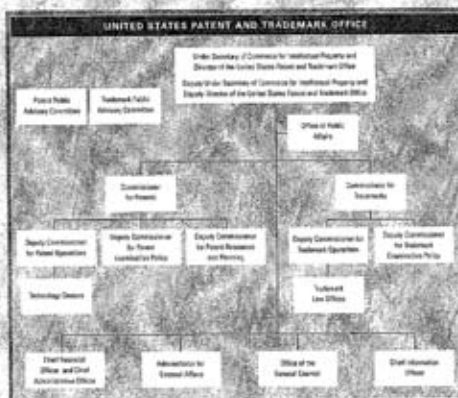 UNITED STATES PATENT AND TRADEMARK OFFICE
Under Secretary of Commerce for Intellectual Property and
Director of the United States Patent and Trademark Office
Deputy Under Secretary of Commerce for Intellectual Property and
Deputy Director of the United States Patent and Trademark Office
Patent Public
Advisory Committee
Trademark Public
Advisory Committee
Office of Public
Affairs
Commissioner
for Patents
Commissioner for
Trademarks
Deputy Commissioner
for Patent Operations
Deputy Commissioner
for Patent
Examination Policy
Deputy Commissioner
for Patent Resources
and Planning
Deputy Commissioner for
Trademark Operations
Deputy Commissioner
for Trademark
Examination Policy
Technology Centers
Trademark
Law Offices
Chief Financial
Officer and Chief
Administrative Officer
Administrator for
External Affairs
Office of the
General Counsel
Chief Information
Officer